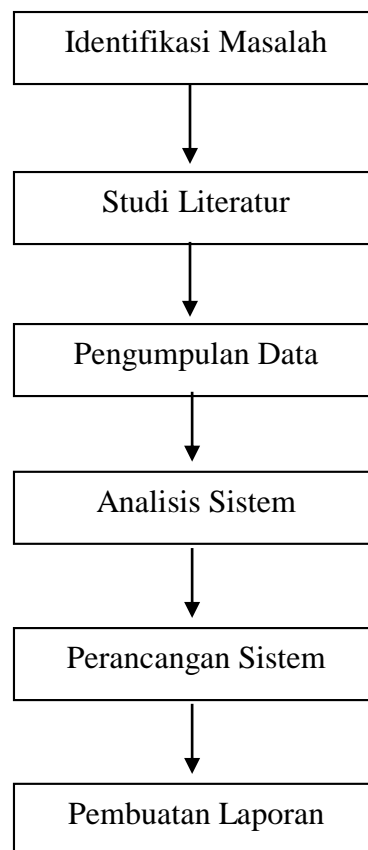 Identifikasi Masalah
Studi Literatur
Pengumpulan Data
Analisis Sistem
Perancangan Sistem
Pembuatan Laporan